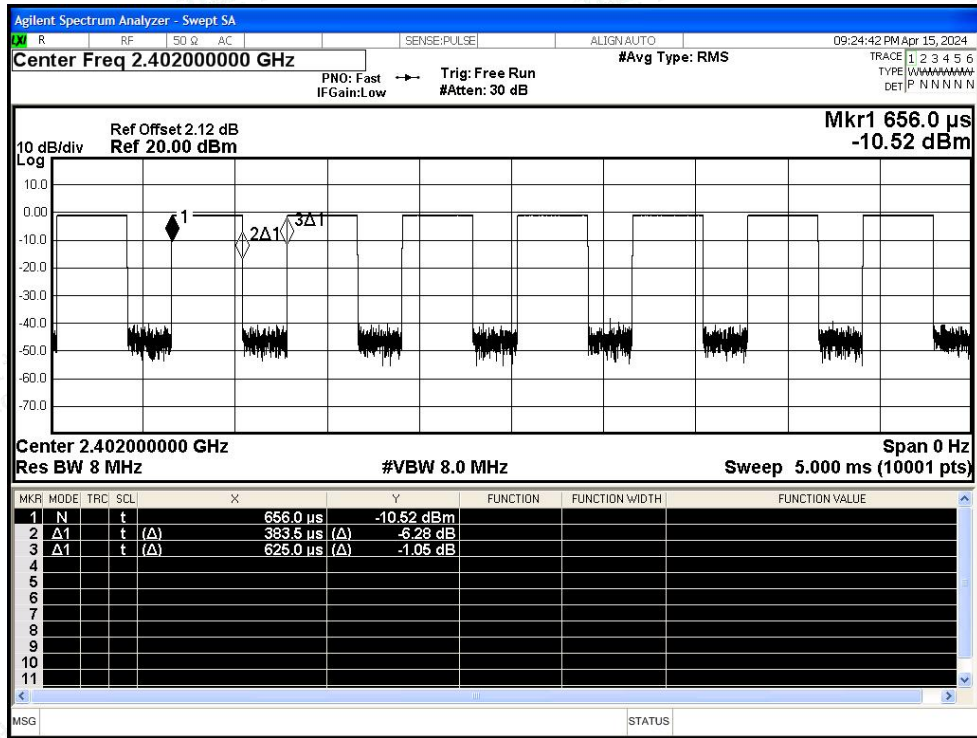 Agilent Spectrum Analyzer - Swept SA
LXI R RF 50 Ω AC SENSE:PULSE ALIGN AUTO 09:24:42 PM Apr 15, 2024
Center Freq 2.402000000 GHz #Avg Type: RMS TRACE 1 2 3 4 5 6
PNO: Fast Trig: Free Run TYPE WWWWWW
IFGain:Low #Atten: 30 dB DET P N N N N N
Mkr1 656.0 µs
Ref Offset 2.12 dB
10 dB/div Ref 20.00 dBm -10.52 dBm
Log
10.0
0.00
1
3Δ1
2Δ1
-10.0
-20.0
-30.0
-40.0
-50.0
-60.0
-70.0
Center 2.402000000 GHz Span 0 Hz
Res BW 8 MHz #VBW 8.0 MHz Sweep 5.000 ms (10001 pts)
MKR MODE TRC SCL X Y FUNCTION FUNCTION WIDTH FUNCTION VALUE
1 N t 656.0 µs -10.52 dBm
2 Δ1 t (Δ) 383.5 µs (Δ) -6.28 dB
3 Δ1 t (Δ) 625.0 µs (Δ) -1.05 dB
4
5
6
7
8
9
10
11
MSG STATUS